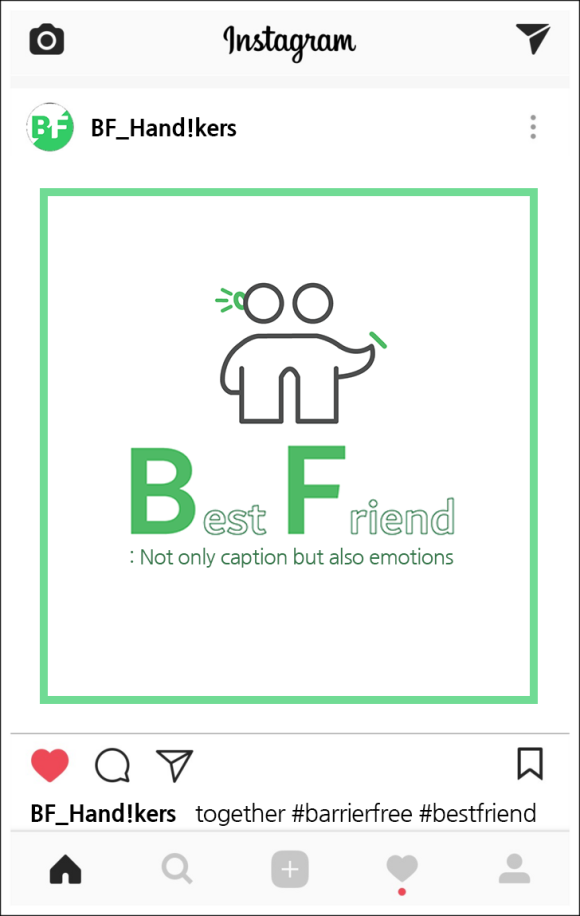 Instagram
BF
BF_Hand!kers
Best Friend
: Not only caption but also emotions
BF_Hand!kers together #barrierfree #bestfriend